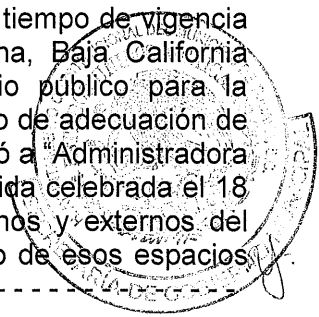 tiempo de vigencia
na, Baja California
io público para la
o de adecuación de
ó a “Administradora
ida celebrada el 18
nos y externos del
o de esos espacios